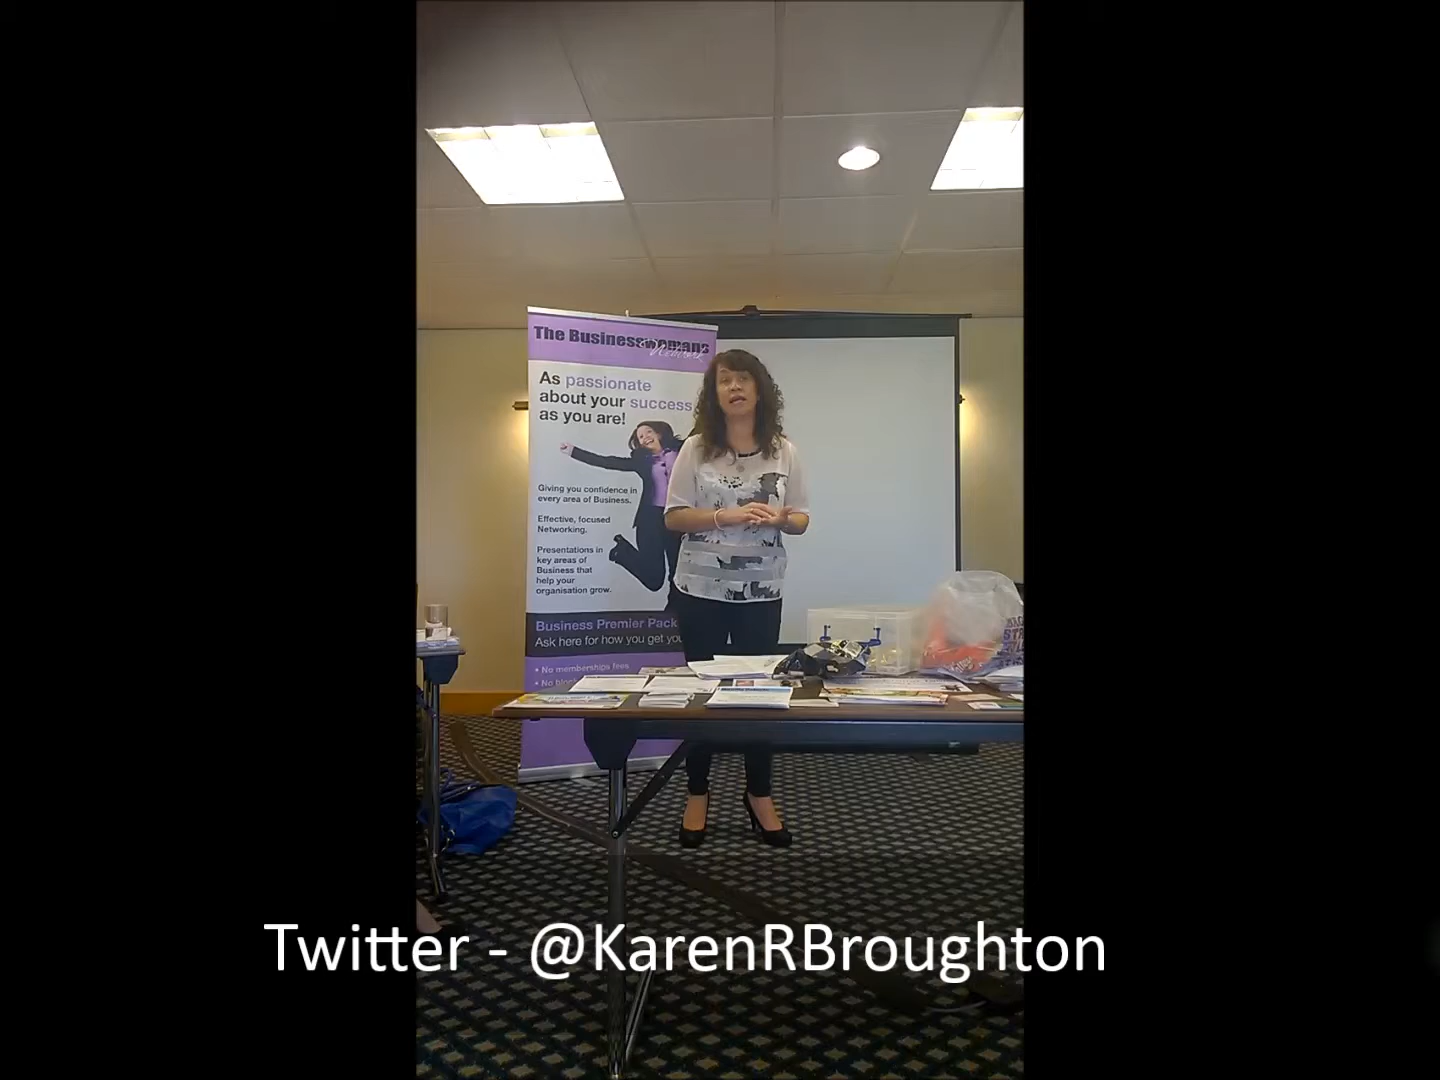 The Businesswomans
Network
As passionate
about your success
as you are!
Giving you confidence in
every area of Business.
Effective, focused
Networking.
Presentations in
key areas of
Business that
help your
organisation grow.
Business Premier Pack
Ask here for how you get you
• No memberships fees
• No
Twitter - @KarenRBroughton